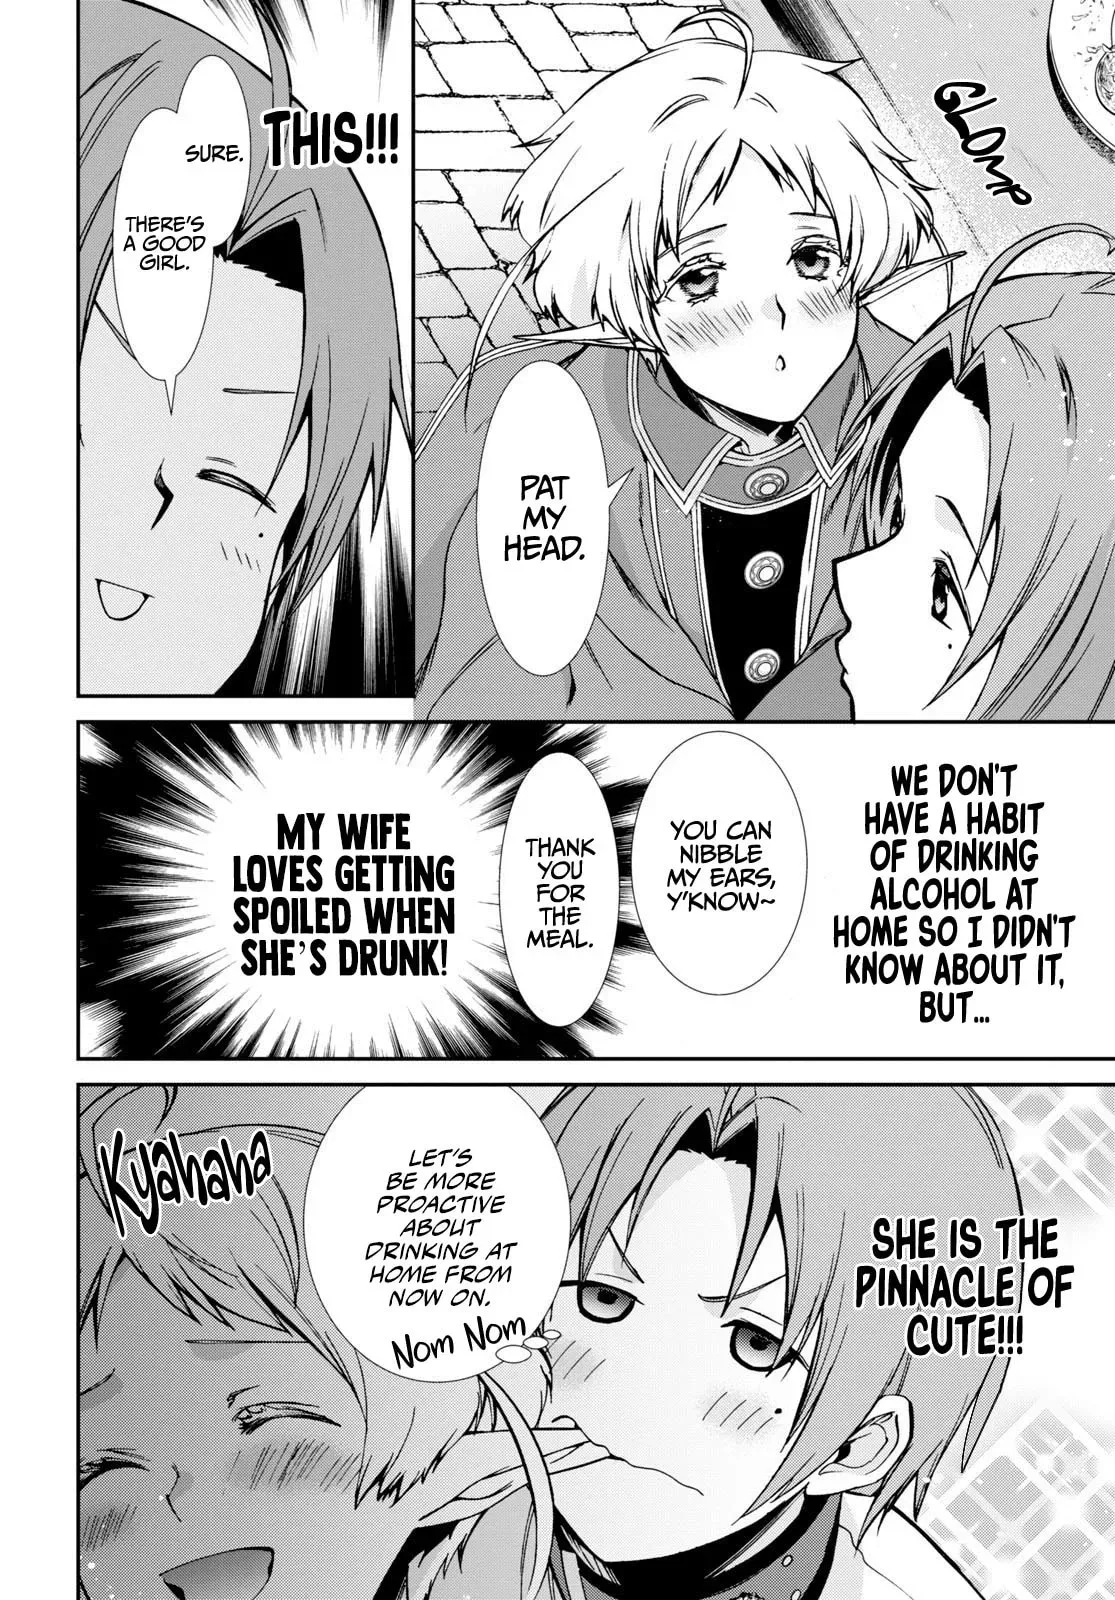 GLOMP
PAT
MY
HEAD.
THIS!!!
SURE.
THERE'S
A GOOD
GIRL.
WE DON'T
HAVE A HABIT
OF DRINKING
ALCOHOL AT
HOME SO I DIDN'T
KNOW ABOUT IT,
BUT...
YOU CAN
NIBBLE
MY EARS,
Y'KNOW~
THANK
YOU
FOR
THE
MEAL.
MY WIFE
LOVES GETTING
SPOILED WHEN
SHE'S DRUNK!
SHE IS THE
PINNACLE OF
CUTE!!!
LET'S
BE MORE
PROACTIVE
ABOUT
DRINKING AT
HOME FROM
NOW ON.
NOM NOM
KYAHAHA